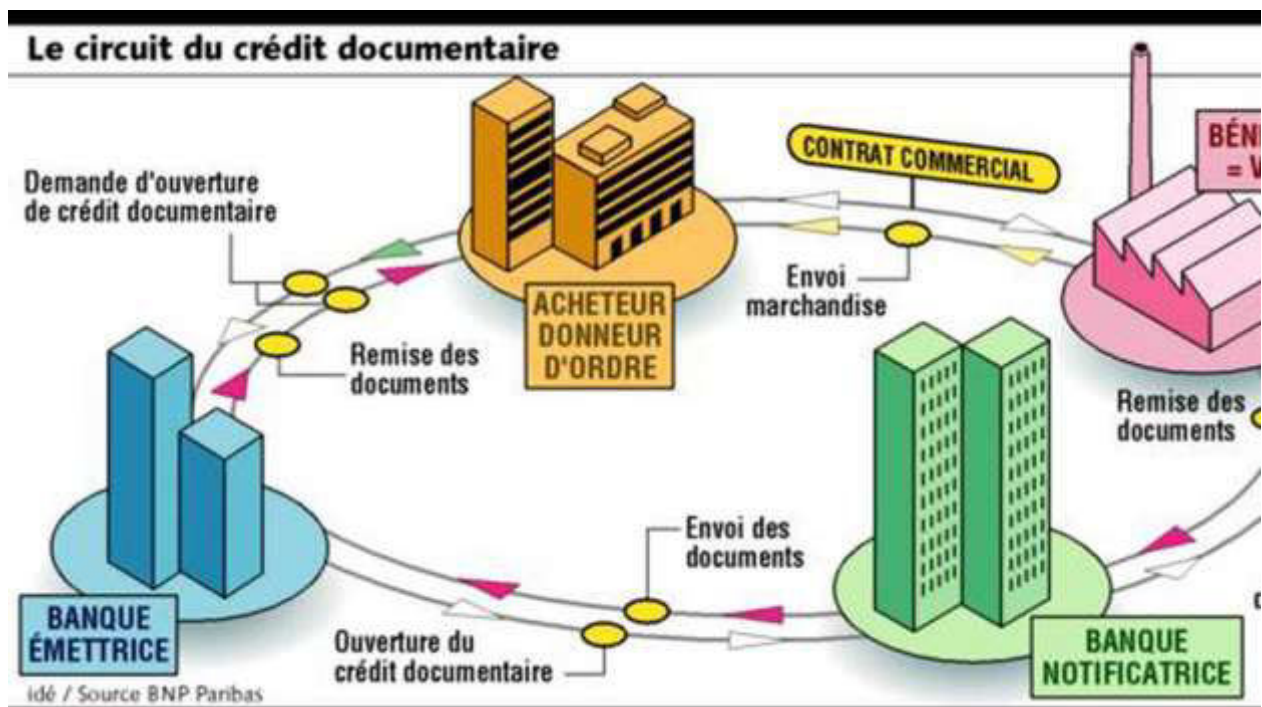 Le circuit du crédit documentaire
CONTRAT COMMERCIAL
Demande d'ouverture
de crédit documentaire
Envoi
marchandise
ACHETEUR
DONNEUR
D'ORDRE
Remise des
documents
Remise des
documents
Envoi des
documents
BANQUE
ÉMETTRICE
Ouverture du
crédit documentaire
BANQUE
NOTIFICATRICE
idé / Source BNP Paribas